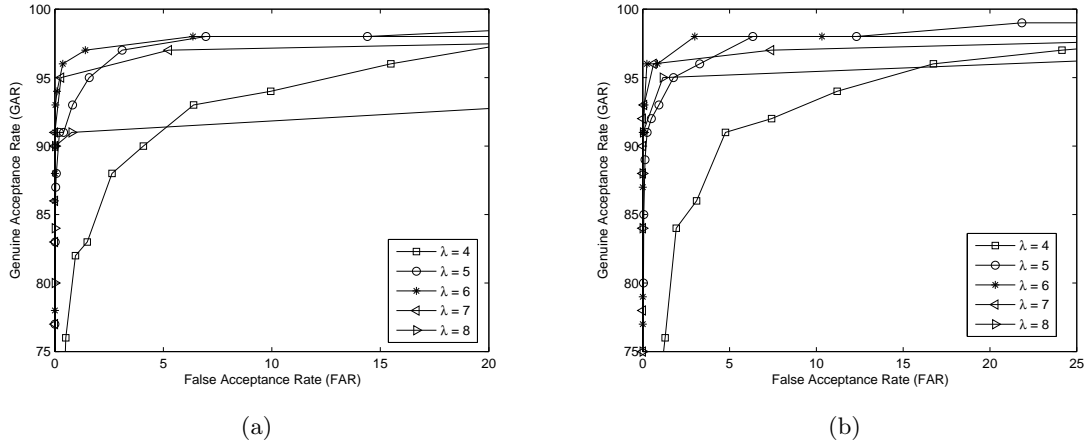 100
95
90
85
80
75
0
5
10
15
20
Genuine Acceptance Rate (GAR)
False Acceptance Rate (FAR)
λ = 4
λ = 5
λ = 6
λ = 7
λ = 8
(a)
100
95
90
85
80
75
0
5
10
15
20
25
Genuine Acceptance Rate (GAR)
False Acceptance Rate (FAR)
λ = 4
λ = 5
λ = 6
λ = 7
λ = 8
(b)